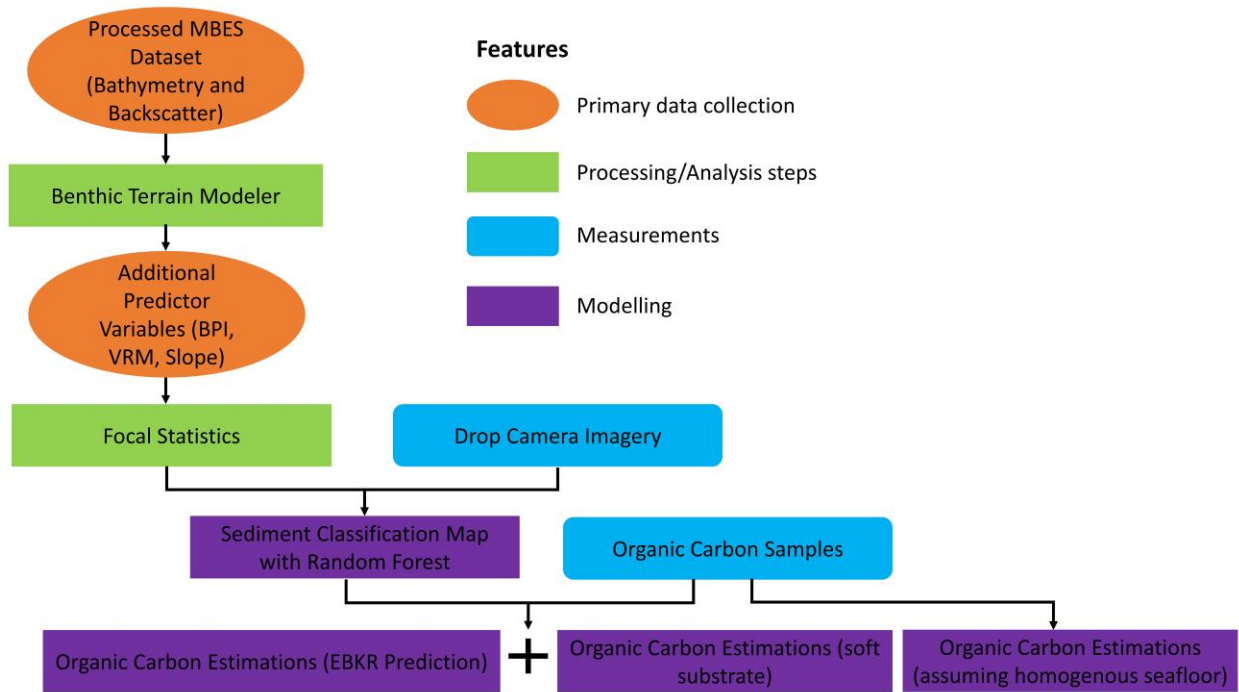 Processed MBES
Dataset
(Bathymetry and
Backscatter)
Benthic Terrain Modeler
Additional
Predictor
Variables (BPI,
VRM, Slope)
Focal Statistics
Drop Camera Imagery
Sediment Classification Map
with Random Forest
Organic Carbon Samples
Organic Carbon Estimations (EBKR Prediction)
+
Organic Carbon Estimations (soft
substrate)
Organic Carbon Estimations
(assuming homogenous seafloor)
Features
Primary data collection
Processing/Analysis steps
Measurements
Modelling